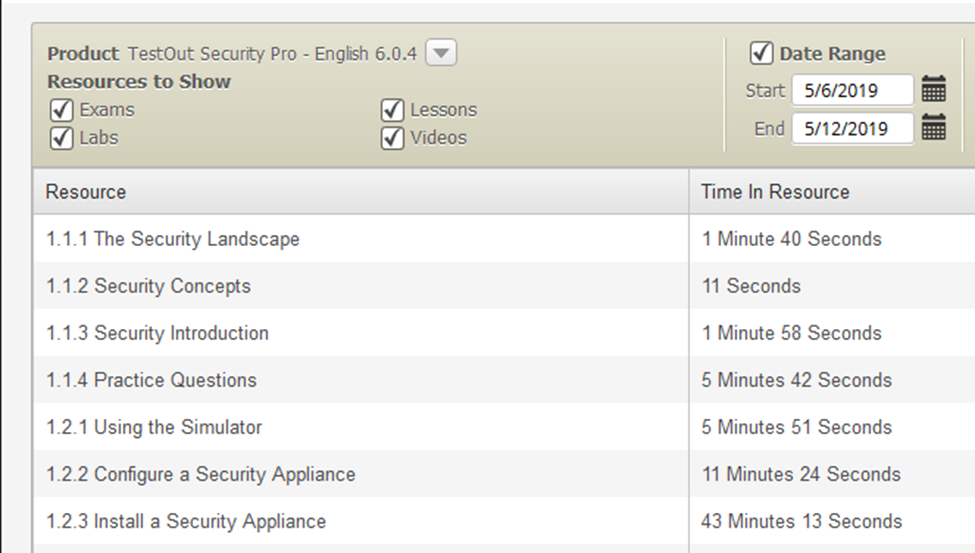 Product TestOut Security Pro - English 6.0.4
Resources to Show
Exams
Lessons
Labs
Videos
Date Range
Start 5/6/2019
End 5/12/2019
Resource Time In Resource
1.1.1 The Security Landscape 1 Minute 40 Seconds
1.1.2 Security Concepts 11 Seconds
1.1.3 Security Introduction 1 Minute 58 Seconds
1.1.4 Practice Questions 5 Minutes 42 Seconds
1.2.1 Using the Simulator 5 Minutes 51 Seconds
1.2.2 Configure a Security Appliance 11 Minutes 24 Seconds
1.2.3 Install a Security Appliance 43 Minutes 13 Seconds